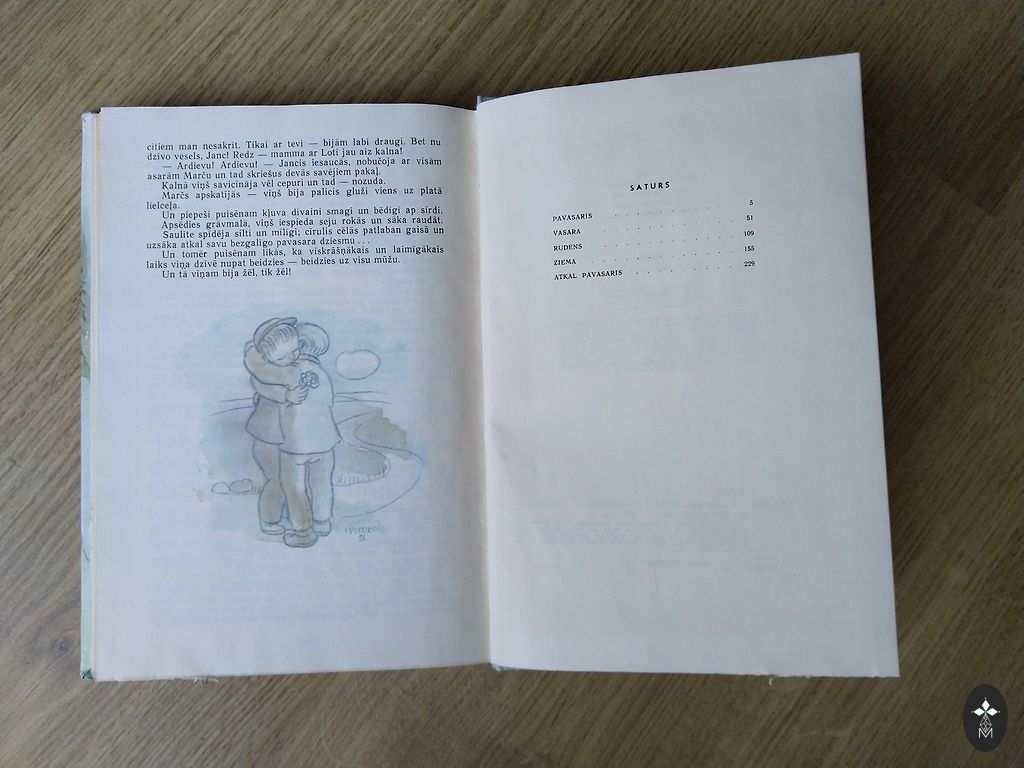 citiem man nesakrit. Tikai ar tevi — bijām labi draugi. Bet nu
dzīvo vesels, Janc! Redz — mamma ar Loti jau aiz kalna!
— Ardievu! Ardievu! — Jancis iesaucās, nobučoja ar visām
asarām Marču un tad skriešus devās savējiem pakaļ.
Kalnā viņš savicināja vēl cepuri un tad — nozuda.
Marčs apskatījās — viņš bija palicis gluži viens uz platā
lielceļa.
Un piepeši puisēnam kļuva divaini smagi un bēdīgi ap sirdi.
Apsēdies grāvmalā, viņš iespieda seju rokās un sāka raudāt.
Saulīte spīdēja silti un mīlīgi; cīrulis cēlās patlaban gaisā un
uzsāka atkal savu bezgalīgo pavasara dziesmu . . .
Un tomēr puisēnam likās, ka viskrāšņākais un laimīgākais
laiks viņa dzīvē nupat beidzies — beidzies uz visu mūžu.
Un tā viņam bija žēl, tik žēl!
81.
SATURS
PAVASARIS 5
VASARA 51
RUDENS 109
ZIEMA 155
ATKAL PAVASARIS 229
M